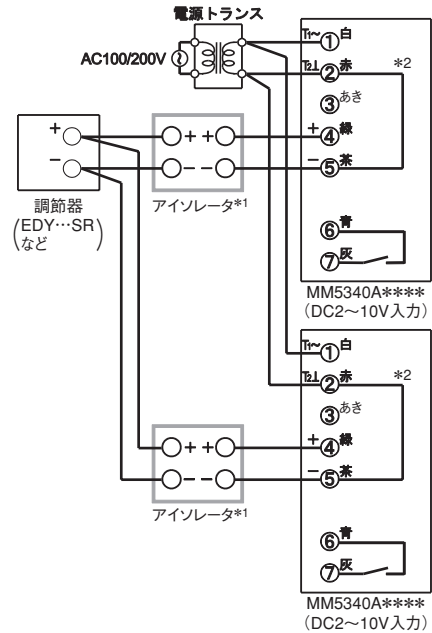 電源トランス
AC100/200V
T1~ ① 白
T2⊥ ② 赤 *2
③ あき
+ ④ 緑
− ⑤ 茶
⑥ 青
⑦ 灰
MM5340A****
(DC2～10V入力)
+
−
調節器
(EDY…SR
など)
+ +
− −
アイソレータ*1
T1~ ① 白
T2⊥ ② 赤 *2
③ あき
+ ④ 緑
− ⑤ 茶
⑥ 青
⑦ 灰
MM5340A****
(DC2～10V入力)
+ +
− −
アイソレータ*1